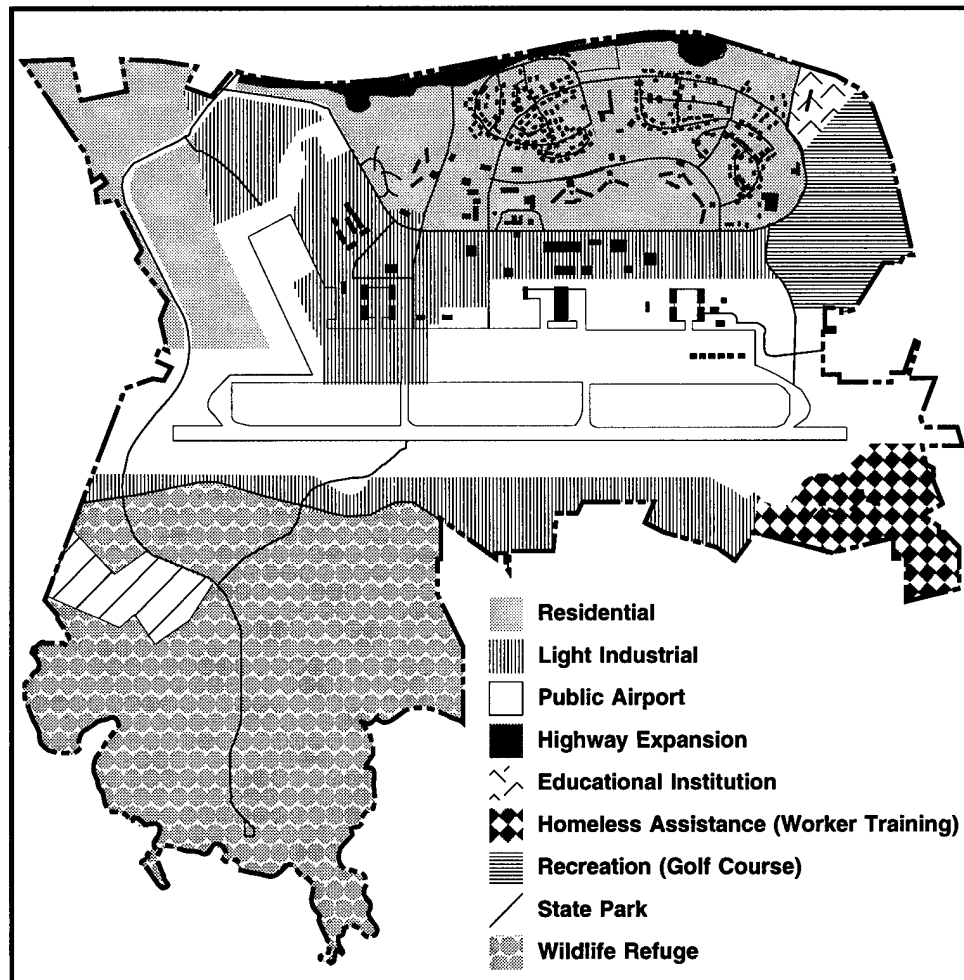 Residential
Light Industrial
Public Airport
Highway Expansion
Educational Institution
Homeless Assistance (Worker Training)
Recreation (Golf Course)
State Park
Wildlife Refuge